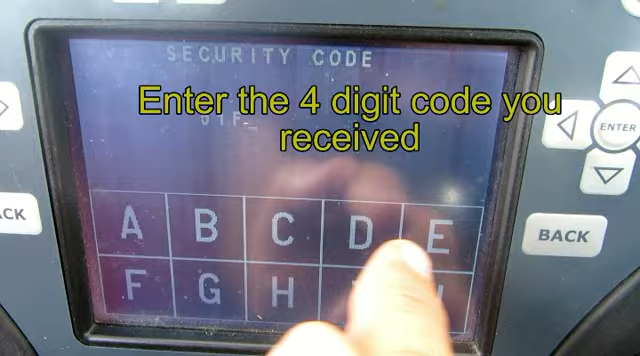 SECURITY CODE
Enter the 4 digit code you
received
ENTER
A B C D E
BACK
F G H